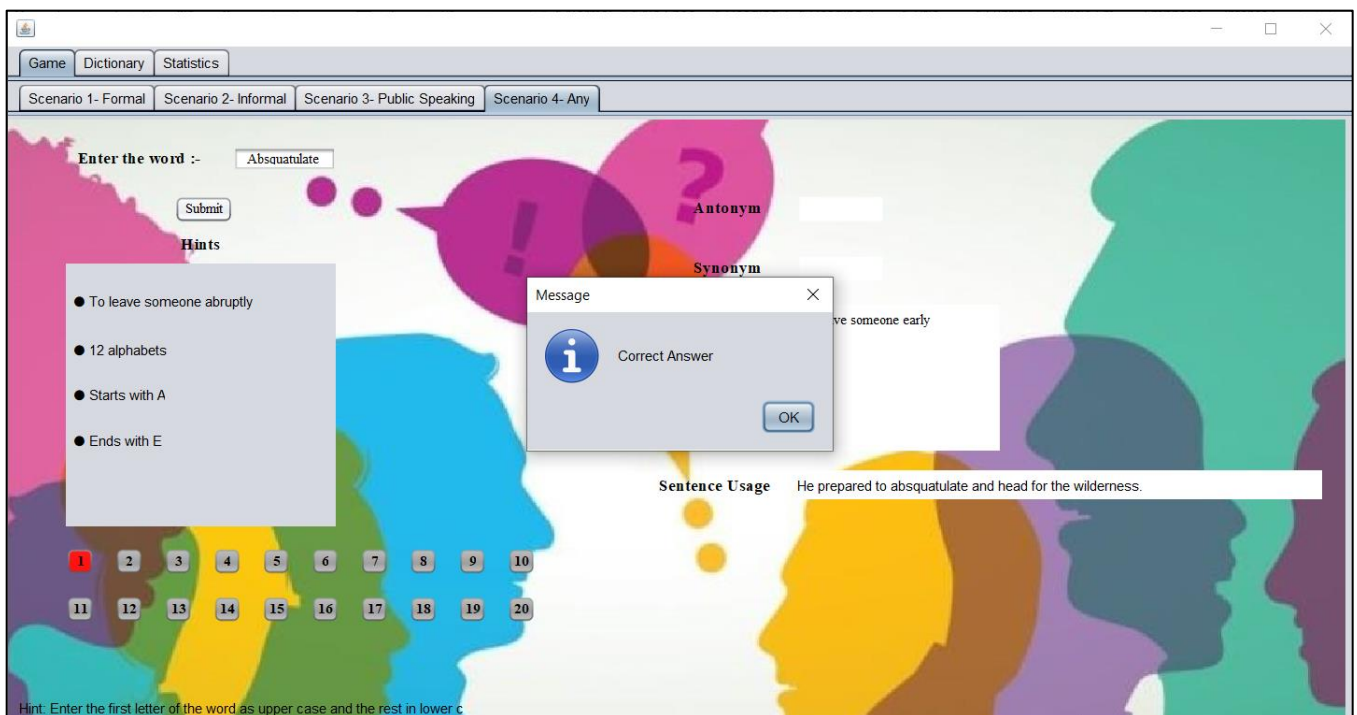 Game Dictionary Statistics
Scenario 1- Formal Scenario 2- Informal Scenario 3- Public Speaking Scenario 4- Any
Enter the word :- Absquatulate
Submit
Hints
● To leave someone abruptly
● 12 alphabets
● Starts with A
● Ends with E
! ?
Antonym
Synonym
someone early
Message
i Correct Answer
OK
Sentence Usage He prepared to absquatulate and head for the wilderness.
1 2 3 4 5 6 7 8 9 10
11 12 13 14 15 16 17 18 19 20
Hint: Enter the first letter of the word as upper case and the rest in lower c